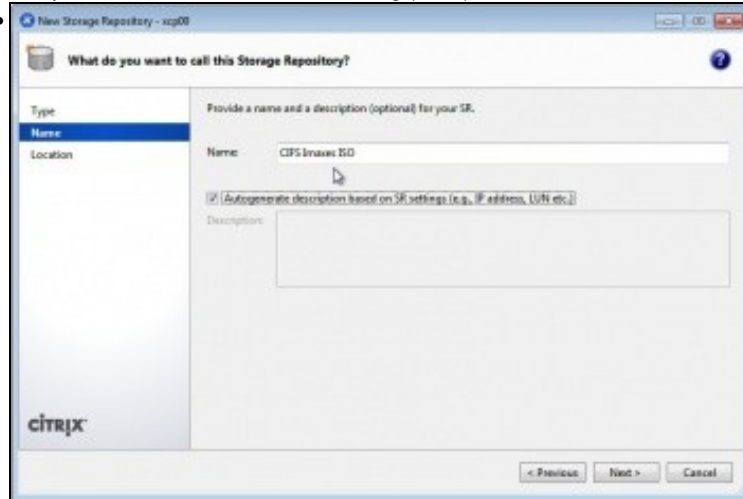 New Storage Repository - xcp00
What do you want to call this Storage Repository?
Type
Name
Location
Provide a name and a description (optional) for your SR.
Name: CIFS Imaxes ISO
Autogenerate description based on SR settings (e.g., IP address, LUN etc.)
Description:
CITRIX
< Previous Next > Cancel